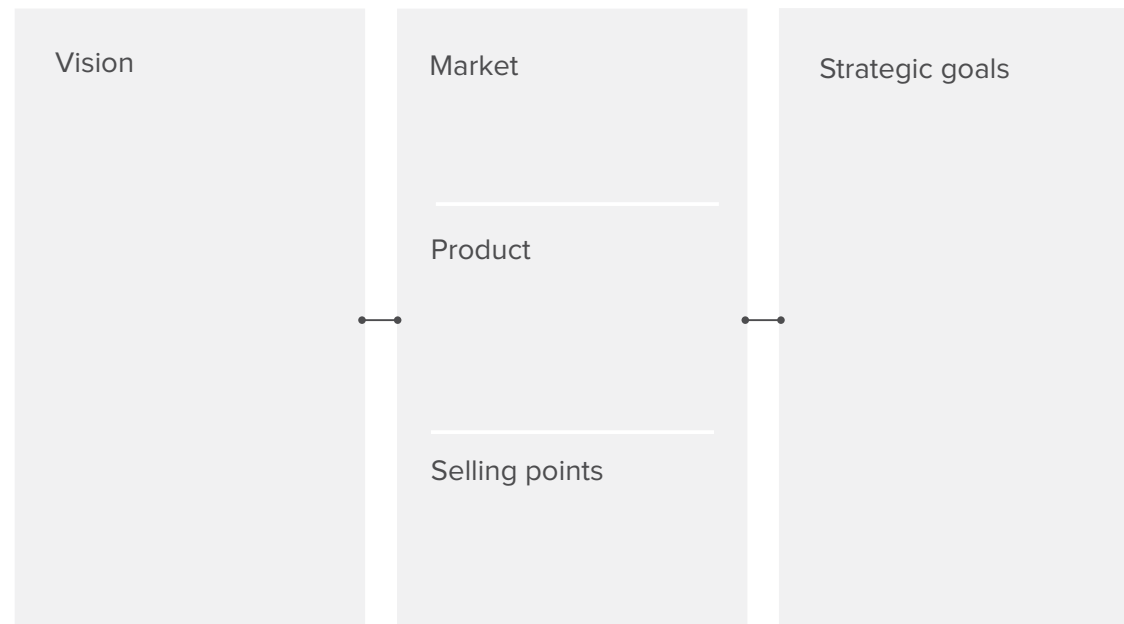 Vision
Market
Product
Selling points
Strategic goals